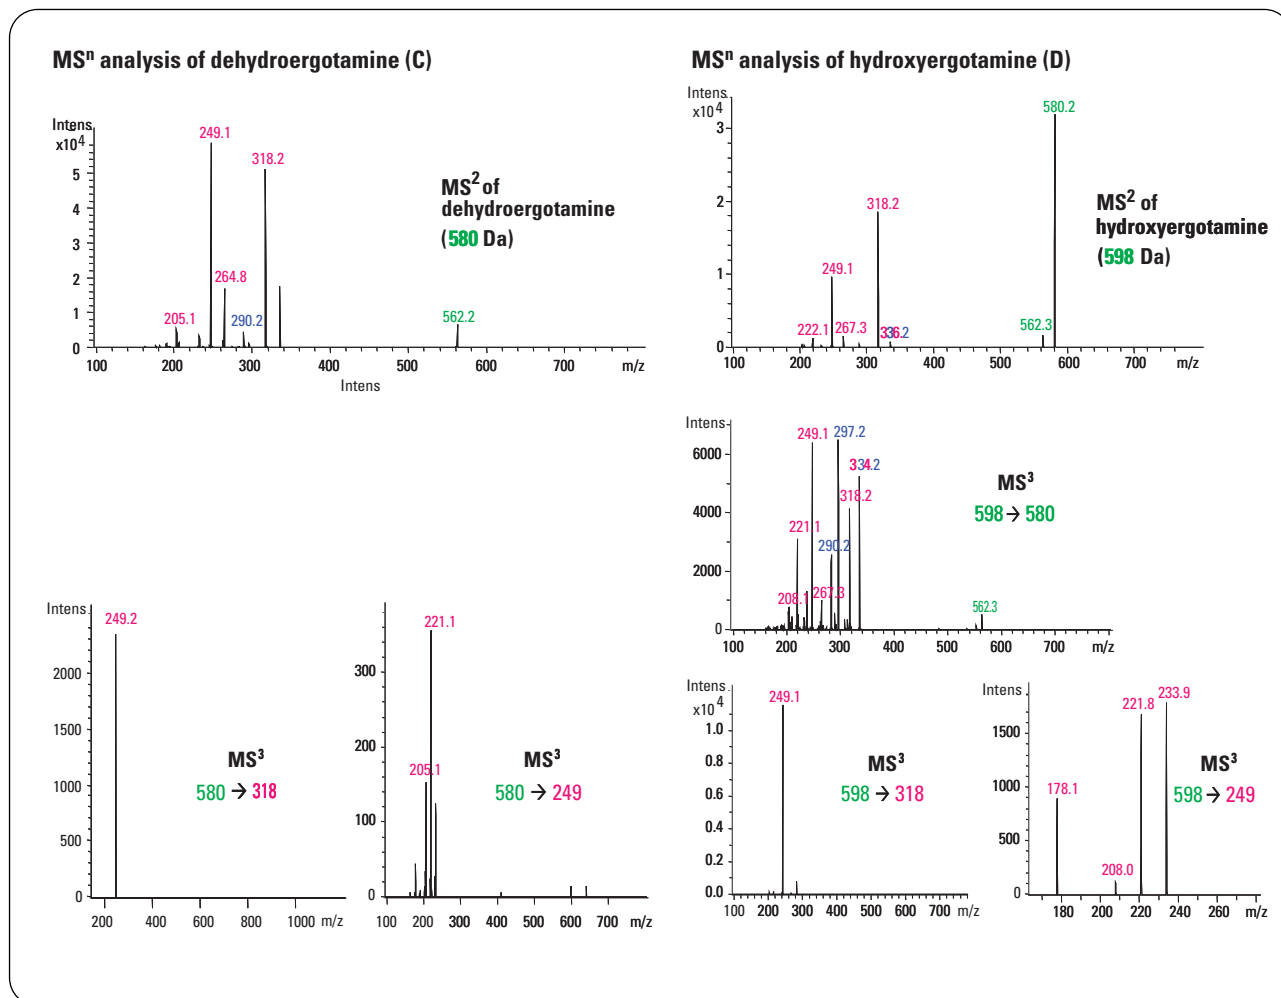 MSⁿ analysis of dehydroergotamine (C)
Intens
x10⁴
5
4
3
2
1
0
249.1
318.2
264.8
205.1
290.2
562.2
MS² of
dehydroergotamine
(580 Da)
100 200 300 400 500 600 700 m/z
Intens
Intens
2000
1500
1000
500
0
249.2
MS³
580 → 318
200 400 600 800 1000 m/z
300
200
100
0
221.1
205.1
MS³
580 → 249
100 200 300 400 500 600 700 m/z
MSⁿ analysis of hydroxyergotamine (D)
Intens
x10⁴
3
2
1
0
580.2
318.2
249.1
222.1
267.3
562.3
MS² of
hydroxyergotamine
(598 Da)
100 200 300 400 500 600 700 m/z
Intens
6000
4000
2000
0
249.1
297.2
318.2
221.1
290.2
208.1
267.3
562.3
MS³
598 → 580
100 200 300 400 500 600 700 m/z
Intens
x10⁴
1.0
0.8
0.6
0.4
0.2
0.0
249.1
MS³
598 → 318
100 200 300 400 500 600 700 m/z
Intens
1500
1000
500
0
233.9
221.8
178.1
208.0
MS³
598 → 249
180 200 220 240 260 m/z